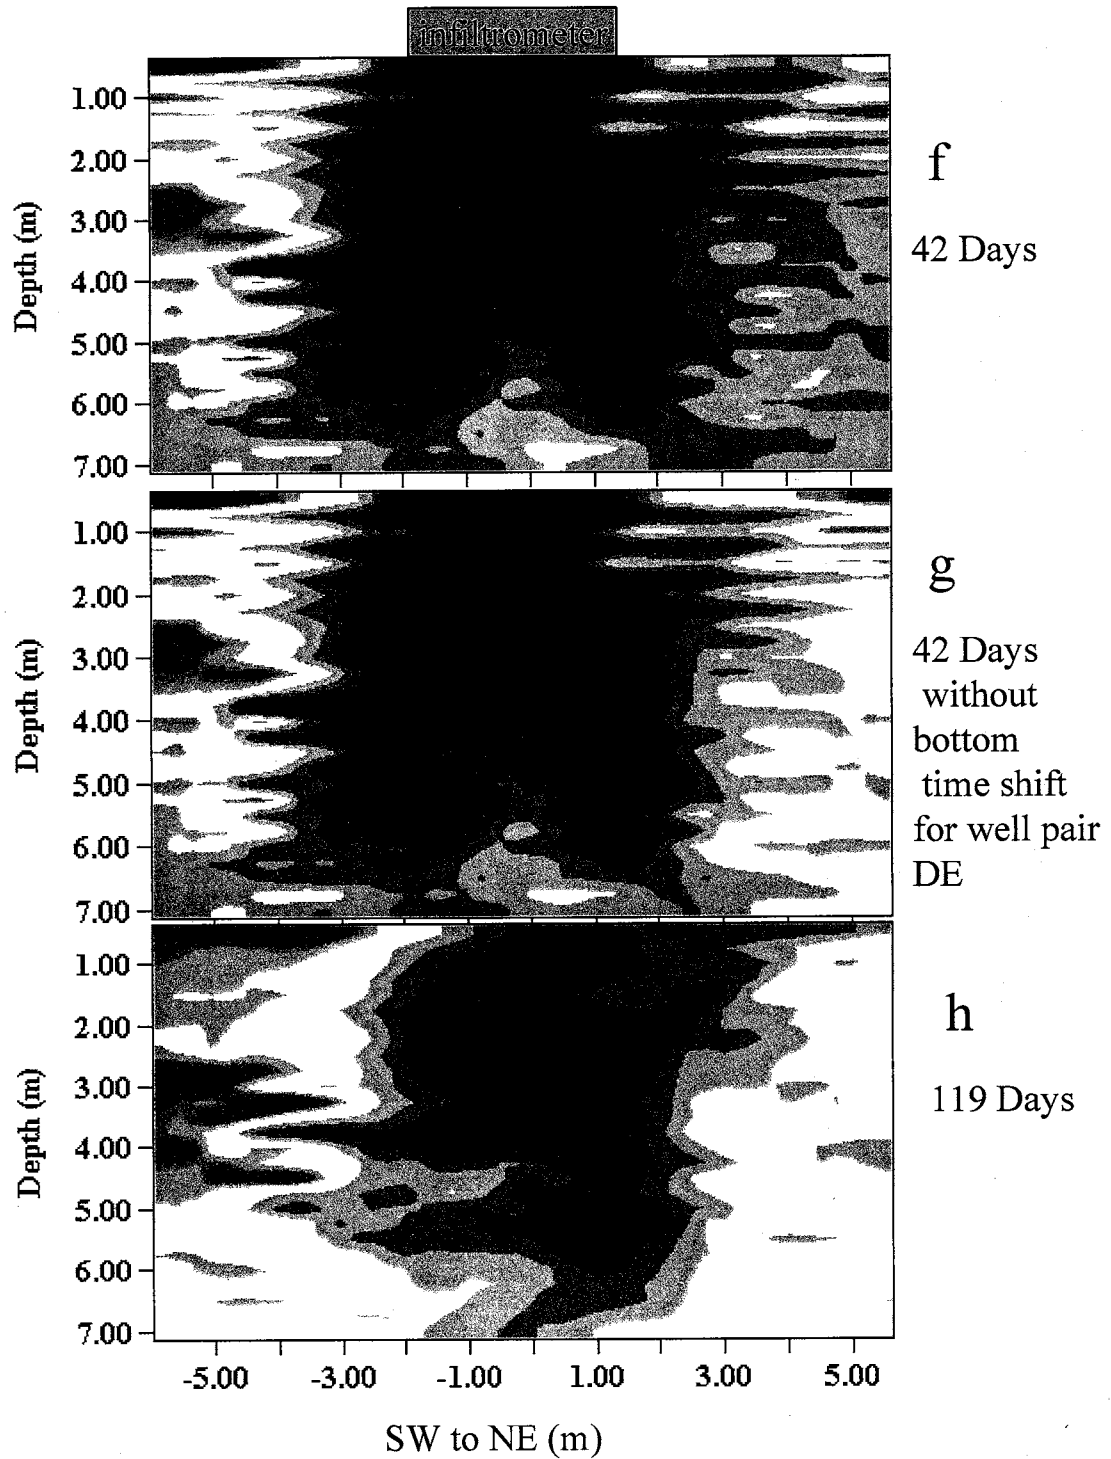 infiltrometer
Depth (m)
1.00
2.00
3.00
4.00
5.00
6.00
7.00
f
42 Days
Depth (m)
1.00
2.00
3.00
4.00
5.00
6.00
7.00
g
42 Days
without
bottom
time shift
for well pair
DE
Depth (m)
1.00
2.00
3.00
4.00
5.00
6.00
7.00
h
119 Days
-5.00 -3.00 -1.00 1.00 3.00 5.00
SW to NE (m)